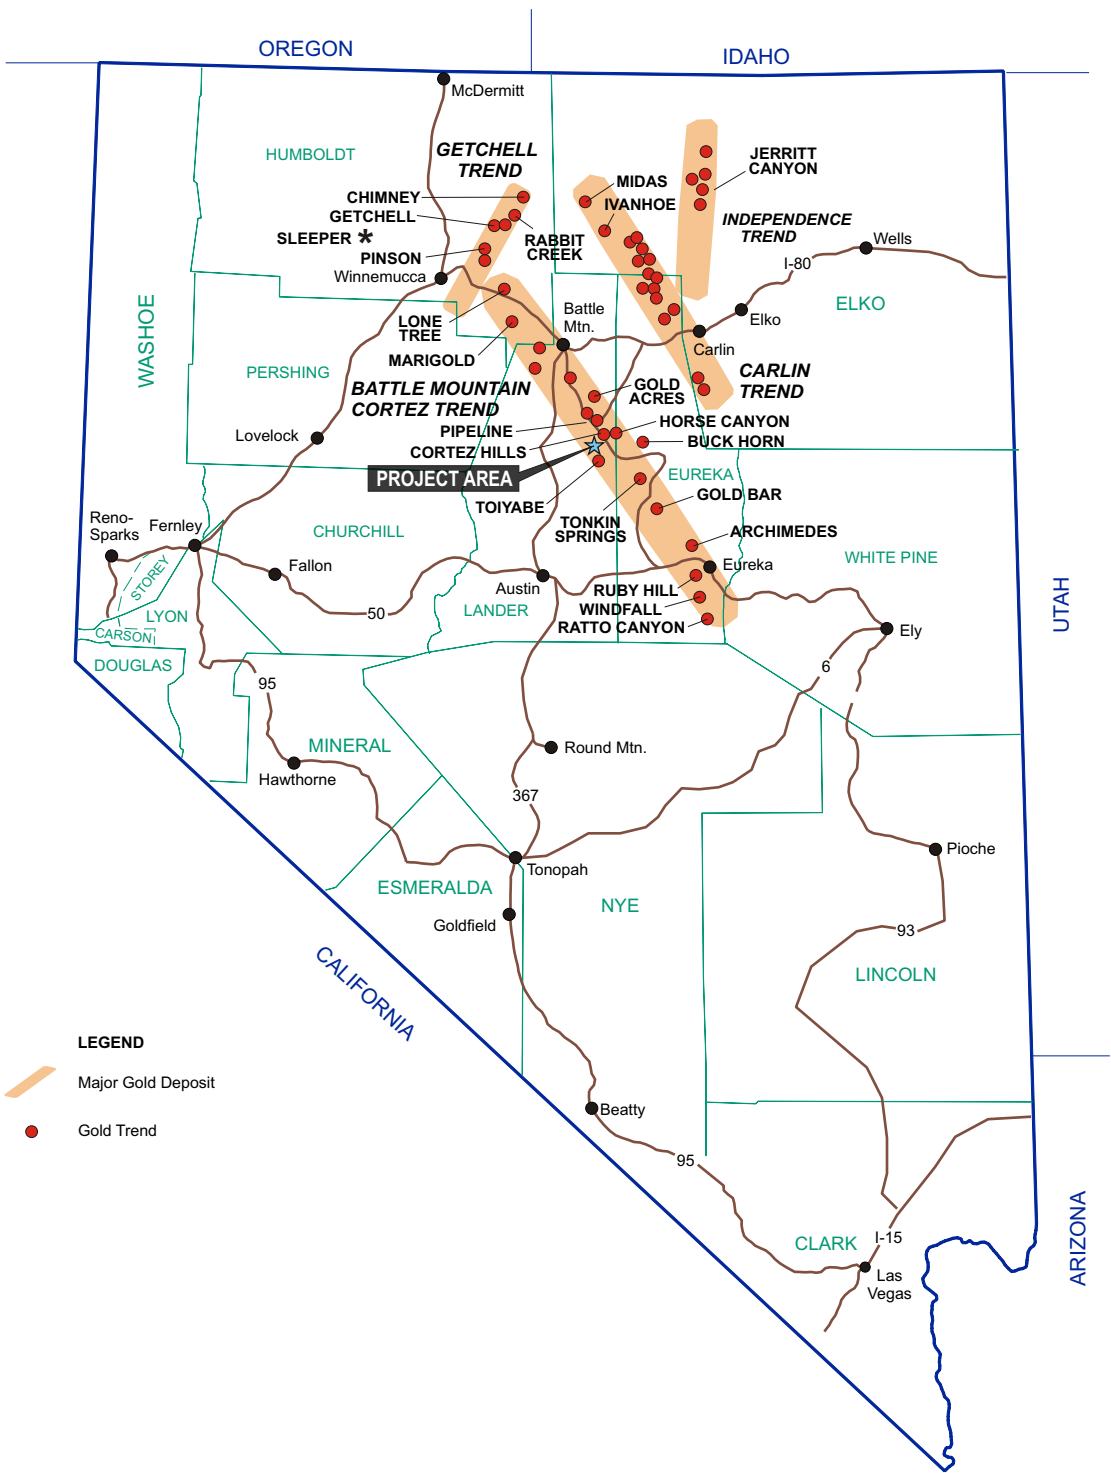 OREGON
IDAHO
McDermitt
HUMBOLDT
GETCHELL
TREND
JERRITT
CANYON
CHIMNEY
MIDAS
GETCHELL
IVANHOE
SLEEPER *
RABBIT
CREEK
INDEPENDENCE
TREND
PINSON
Wells
Winnemucca
I-80
WASHOE
ELKO
LONE
TREE
Battle
Mtn.
Elko
MARIGOLD
Carlin
PERSHING
BATTLE MOUNTAIN
CORTEZ TREND
GOLD
ACRES
CARLIN
TREND
PIPELINE
HORSE CANYON
Lovelock
BUCK HORN
CORTEZ HILLS
PROJECT AREA
EUREKA
TOIYABE
GOLD BAR
Reno-
Sparks
Fernley
TONKIN
SPRINGS
CHURCHILL
ARCHIMEDES
WHITE PINE
STOREY
Fallon
Austin
Eureka
RUBY HILL
LYON
50
LANDER
WINDFALL
UTAH
CARSON
RATTO CANYON
Ely
DOUGLAS
6
95
MINERAL
Round Mtn.
Hawthorne
367
Pioche
Tonopah
ESMERALDA
NYE
Goldfield
93
CALIFORNIA
LINCOLN
LEGEND
Major Gold Deposit
Gold Trend
Beatty
95
CLARK
I-15
ARIZONA
Las
Vegas